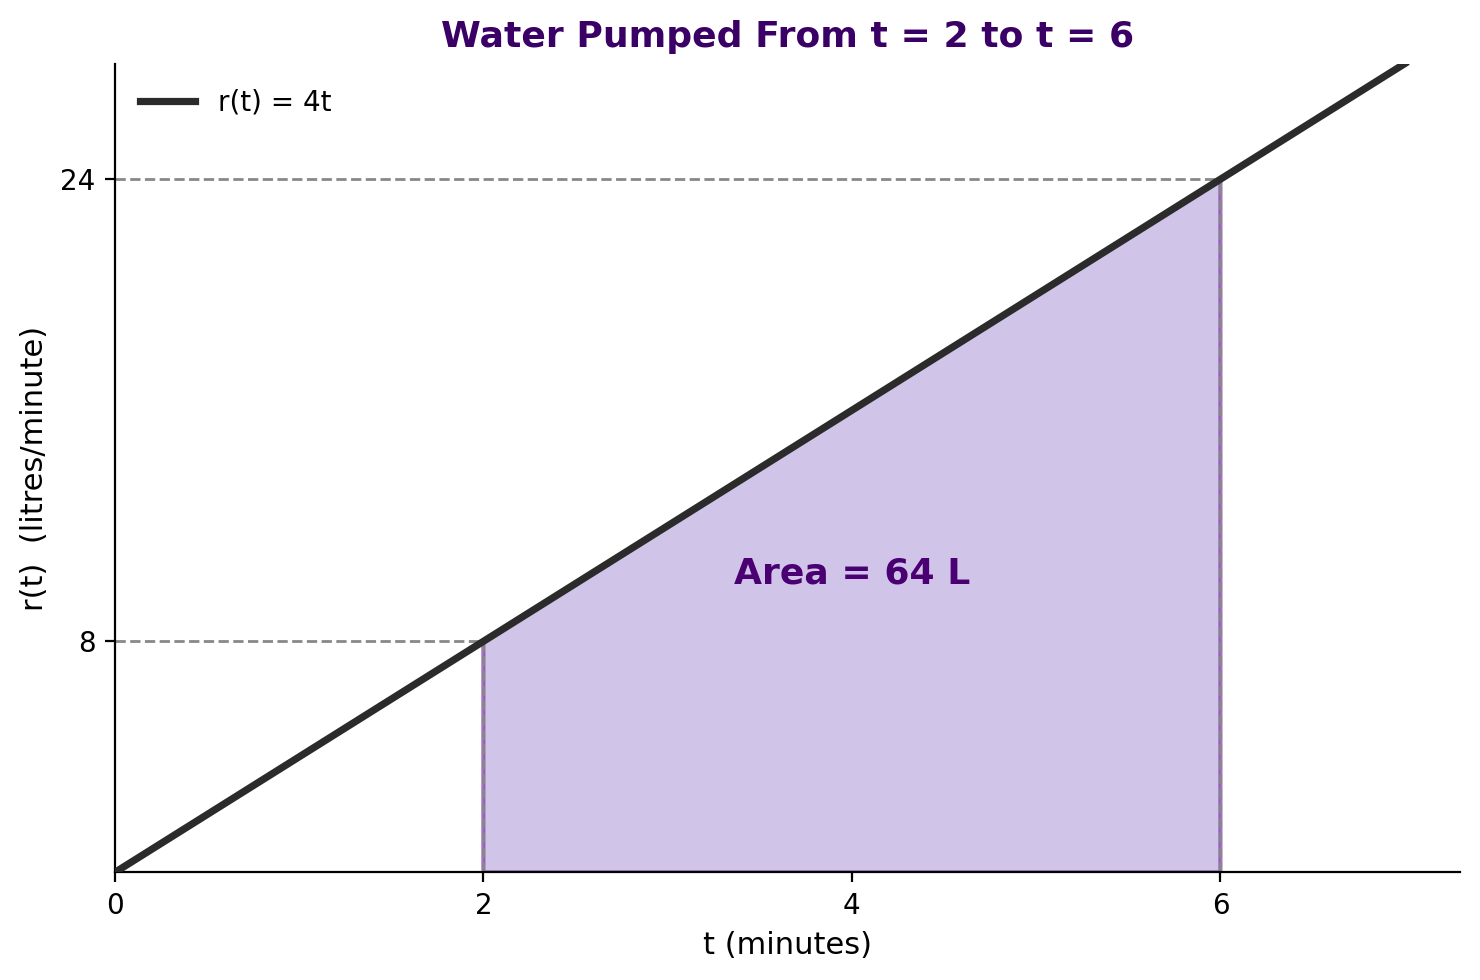 Water Pumped From t = 2 to t = 6
r(t) = 4t
24
8
r(t)  (litres/minute)
Area = 64 L
0 2 4 6
t (minutes)